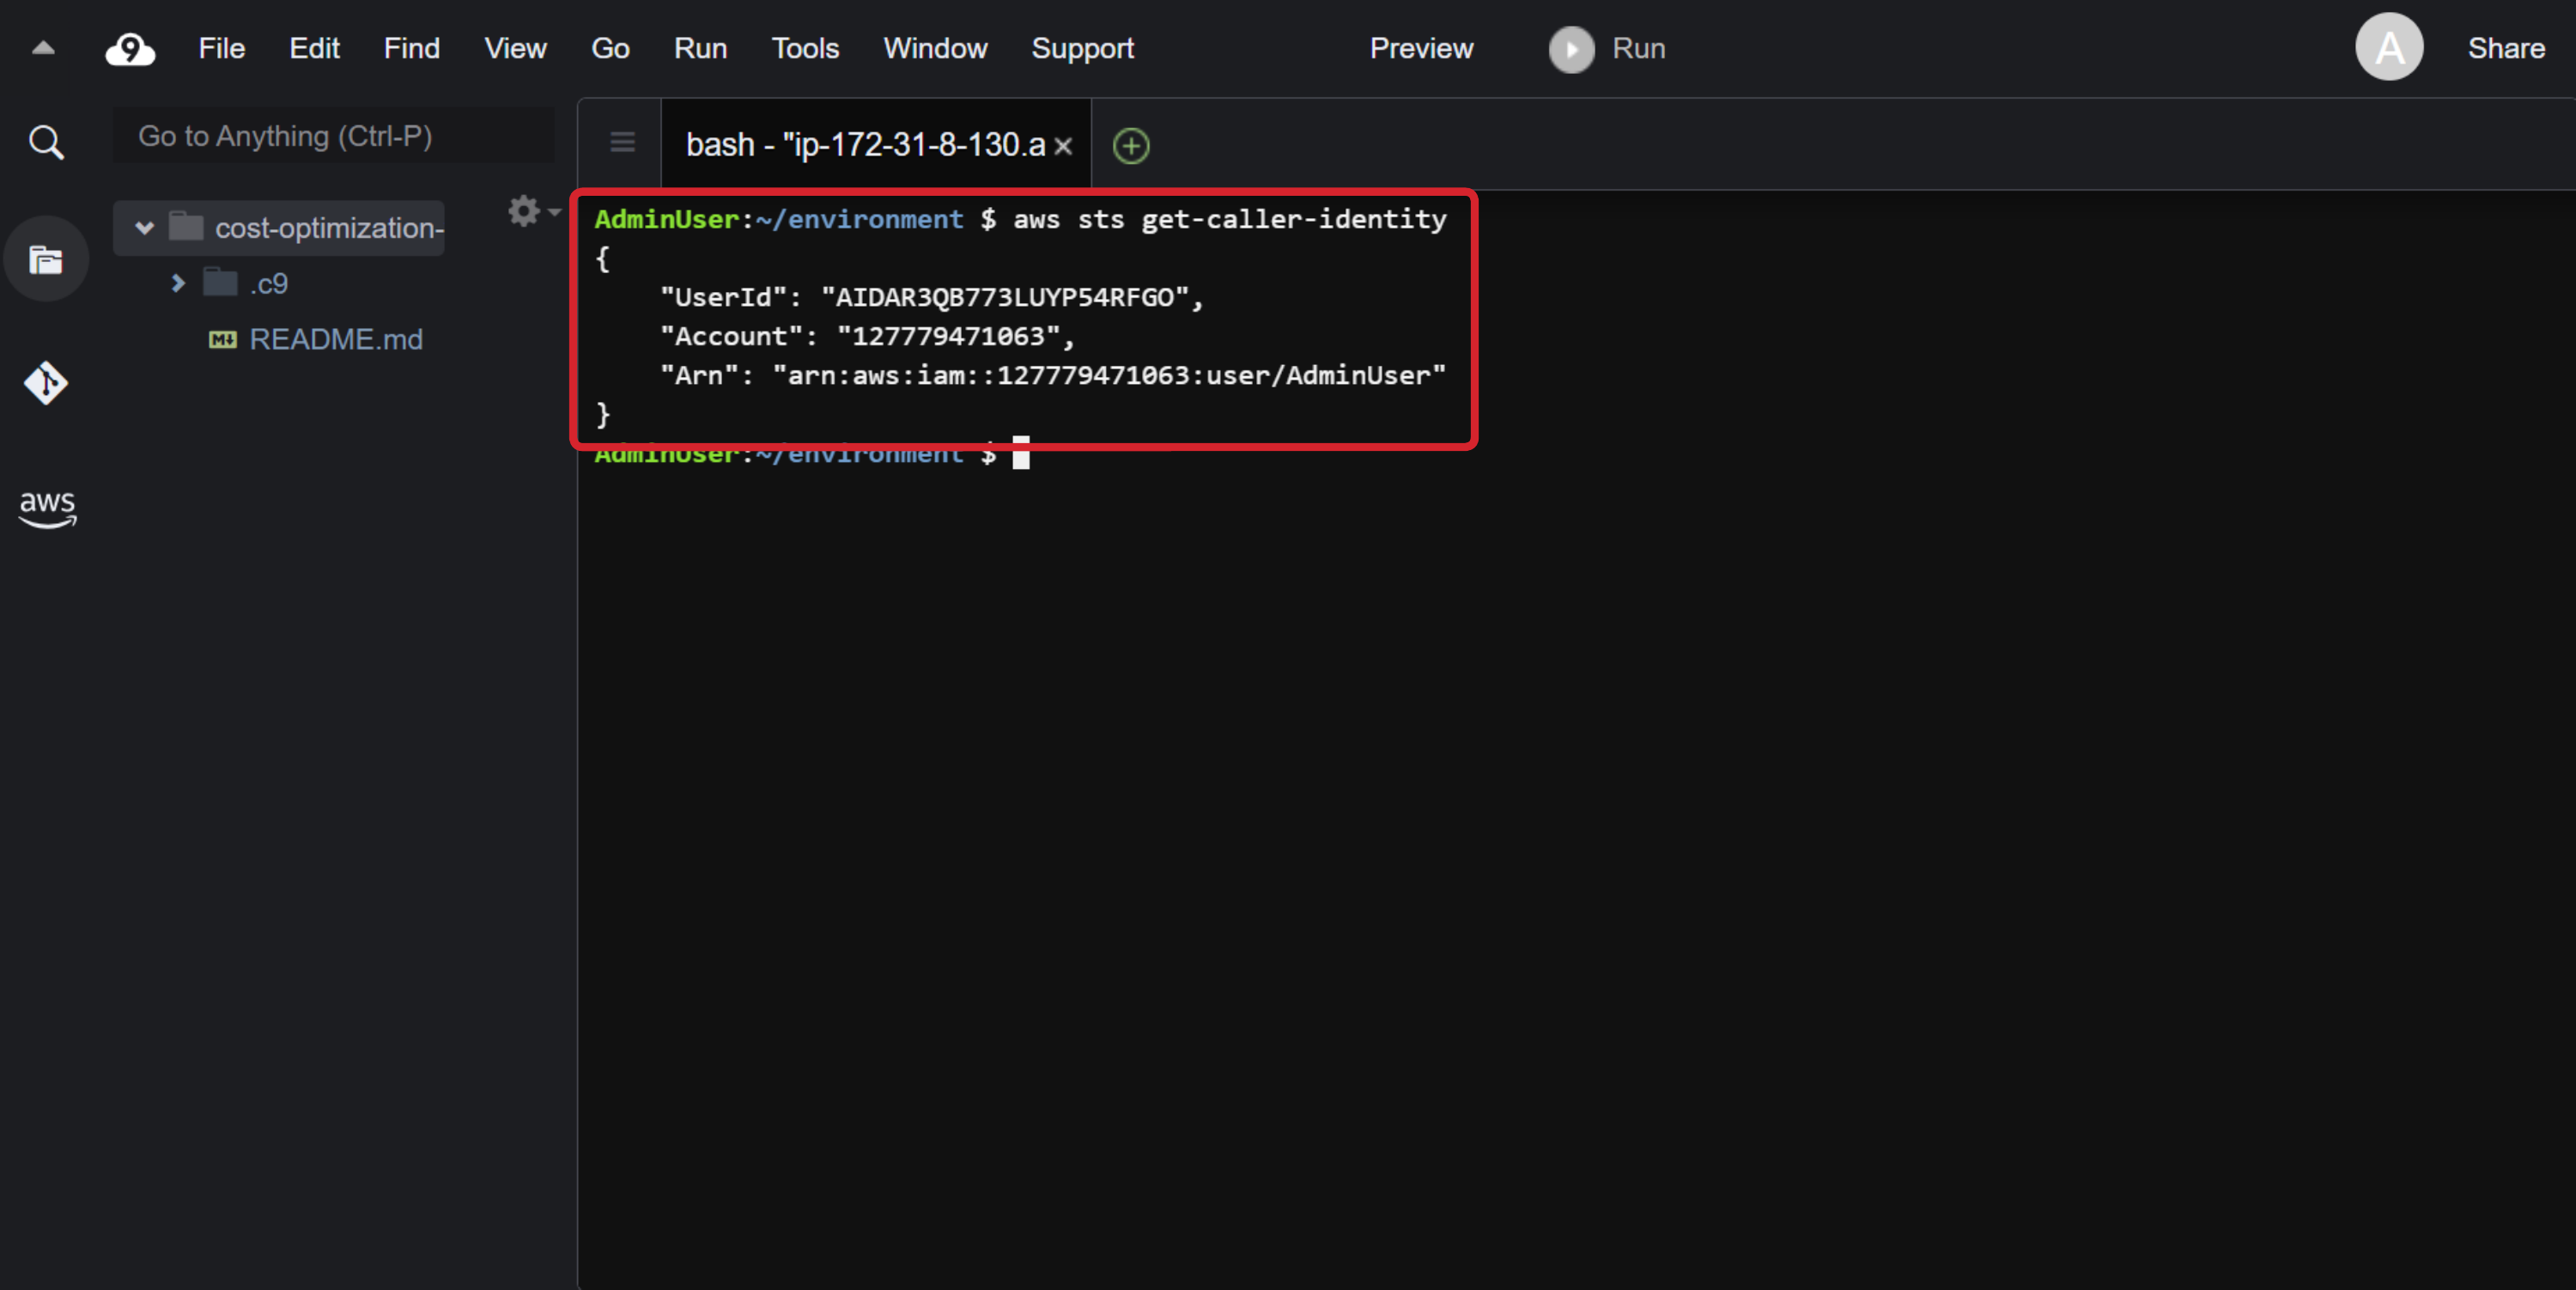 9 File Edit Find View Go Run Tools Window Support Preview Run A Share
Go to Anything (Ctrl-P)
bash - "ip-172-31-8-130.a
cost-optimization-
.c9
M README.md
aws
AdminUser:~/environment $ aws sts get-caller-identity
{
    "UserId": "AIDAR3QB773LUYP54RFGO",
    "Account": "127779471063",
    "Arn": "arn:aws:iam::127779471063:user/AdminUser"
}
AdminUser:~/environment $